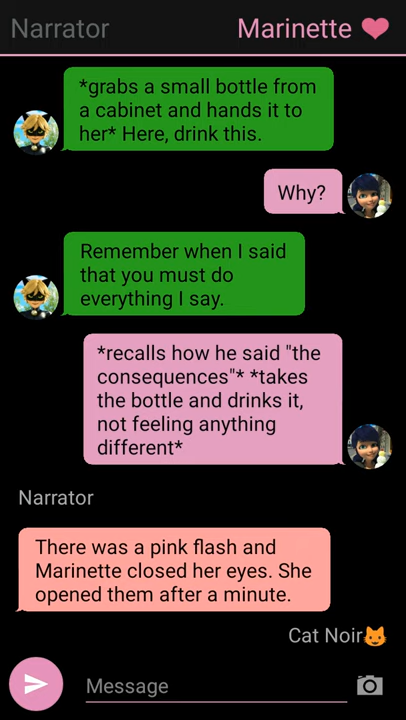 Narrator Marinette ❤
*grabs a small bottle from
a cabinet and hands it to
her* Here, drink this.
Why?
Remember when I said
that you must do
everything I say.
*recalls how he said "the
consequences"* *takes
the bottle and drinks it,
not feeling anything
different*
Narrator
There was a pink flash and
Marinette closed her eyes. She
opened them after a minute.
Cat Noir😼
Message